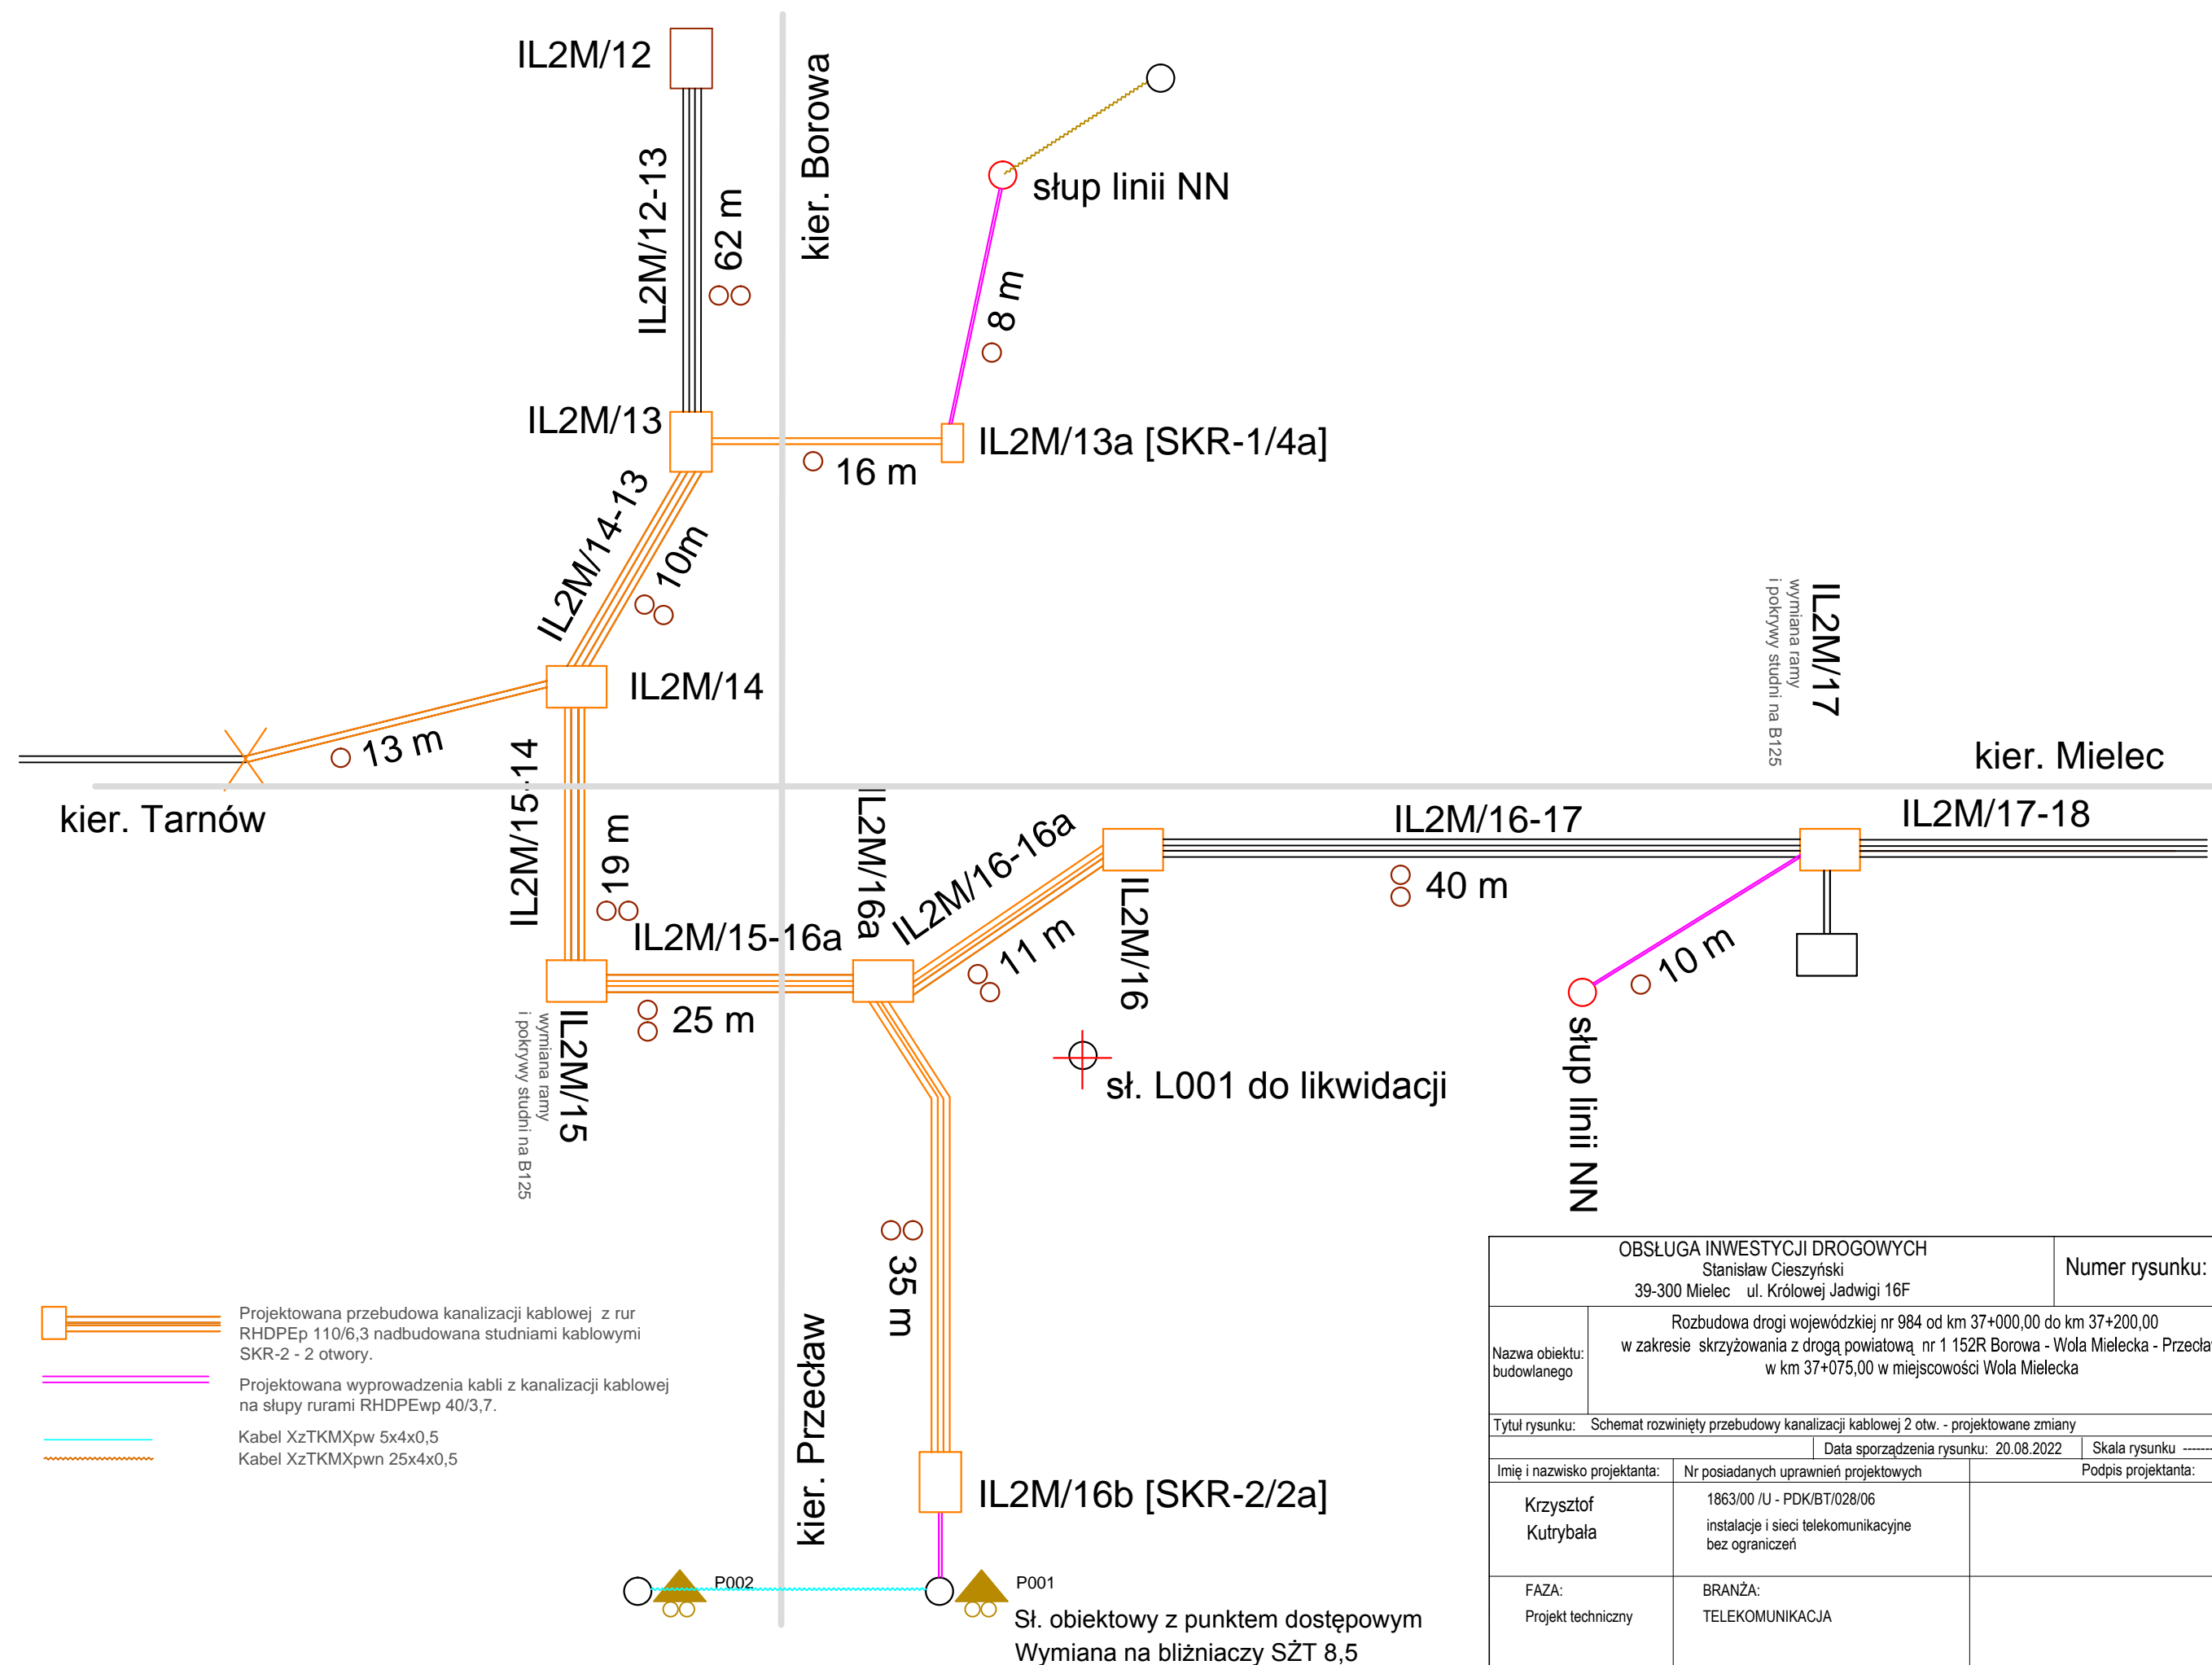 IL2M/12
kier. Borowa
IL2M/12-13
62 m
słup linii NN
8 m
IL2M/13
16 m
IL2M/13a [SKR-1/4a]
IL2M/14-13
10m
IL2M/14
13 m
kier. Tarnów
IL2M/15-14
19 m
IL2M/17
wymiana ramy
i pokrywy studni na B125
kier. Mielec
IL2M/16a
IL2M/16-16a
11 m
IL2M/16
IL2M/16-17
40 m
IL2M/17-18
10 m
słup linii NN
IL2M/15-16a
25 m
IL2M/15
wymiana ramy
i pokrywy studni na B125
sł. L001 do likwidacji
35 m
kier. Przecław
IL2M/16b [SKR-2/2a]
P002
P001
Sł. obiektowy z punktem dostępowym
Wymiana na bliżniaczy SŻT 8,5
Projektowana przebudowa kanalizacji kablowej z rur
RHDPEp 110/6,3 nadbudowana studniami kablowymi
SKR-2 - 2 otwory.
Projektowana wyprowadzenia kabli z kanalizacji kablowej
na słupy rurami RHDPEwp 40/3,7.
Kabel XzTKMXpw 5x4x0,5
Kabel XzTKMXpwn 25x4x0,5
OBSŁUGA INWESTYCJI DROGOWYCH
Stanisław Cieszyński
39-300 Mielec ul. Królowej Jadwigi 16F
Numer rysunku:
Nazwa obiektu:
budowlanego
Rozbudowa drogi wojewódzkiej nr 984 od km 37+000,00 do km 37+200,00
w zakresie skrzyżowania z drogą powiatową nr 1 152R Borowa - Wola Mielecka - Przecła
w km 37+075,00 w miejscowości Wola Mielecka
Tytuł rysunku: Schemat rozwinięty przebudowy kanalizacji kablowej 2 otw. - projektowane zmiany
Data sporządzenia rysunku: 20.08.2022 Skala rysunku -------
Imię i nazwisko projektanta: Nr posiadanych uprawnień projektowych Podpis projektanta:
Krzysztof
Kutrybała
1863/00 /U - PDK/BT/028/06
instalacje i sieci telekomunikacyjne
bez ograniczeń
FAZA:
Projekt techniczny
BRANŻA:
TELEKOMUNIKACJA